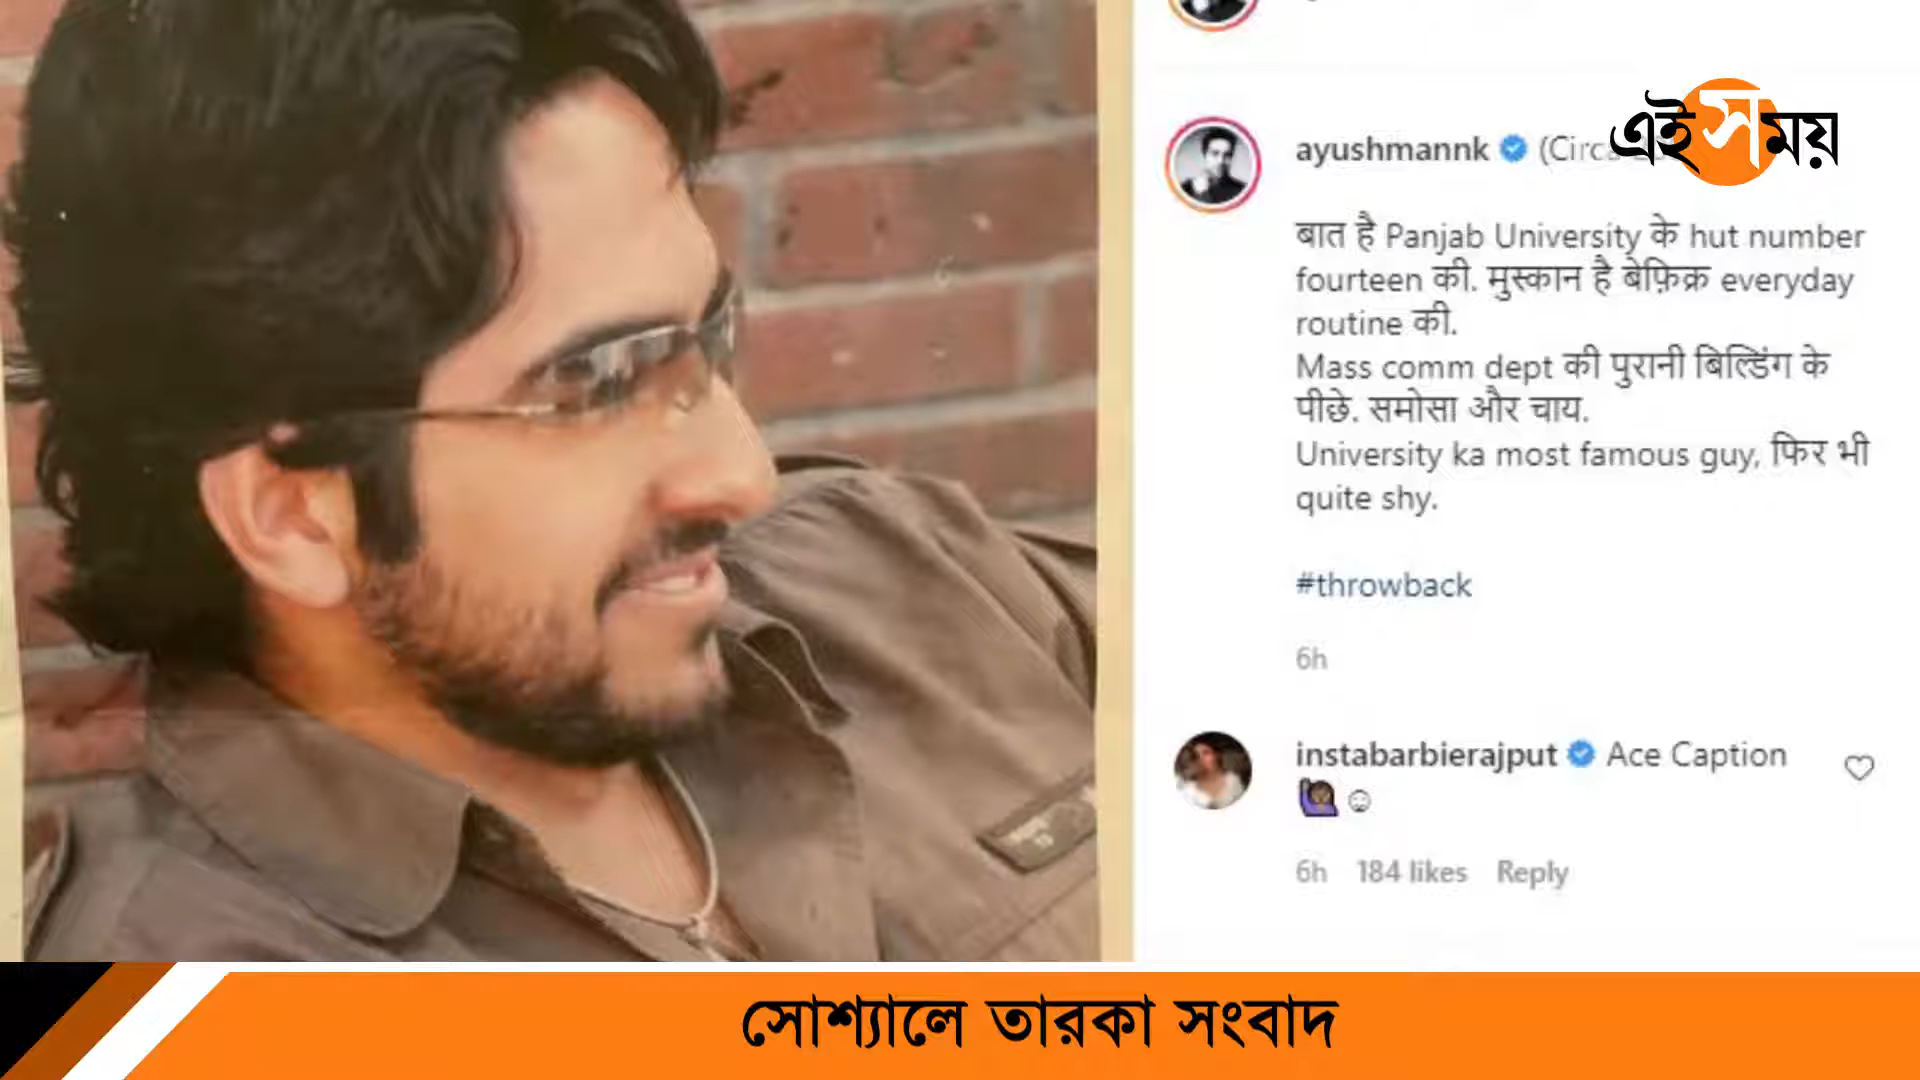 এই সময়
ayushmannk (Circ
बात है Panjab University के hut number
fourteen की. मुस्कान है बेफ़िक्र everyday
routine की.
Mass comm dept की पुरानी बिल्डिंग के
पीछे. समोसा और चाय.
University ka most famous guy, फिर भी
quite shy.
#throwback
6h
instabarbierajput Ace Caption
🙋🏾‍♀️☺
6h 184 likes Reply
সোশ্যালে তারকা সংবাদ